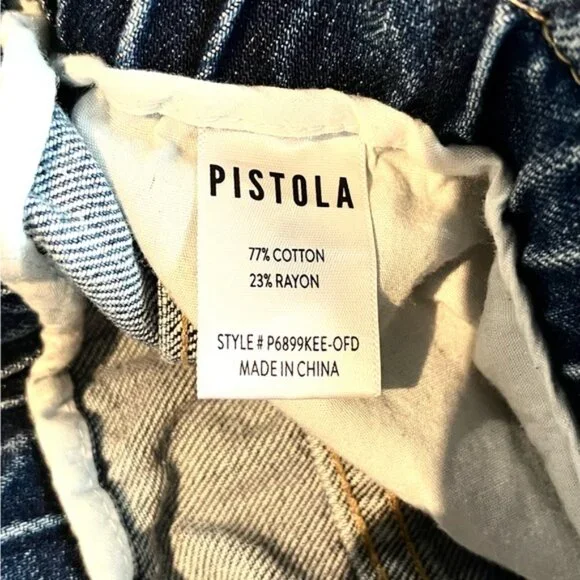 PISTOLA
77% COTTON
23% RAYON
STYLE # P6899KEE-OFD
MADE IN CHINA